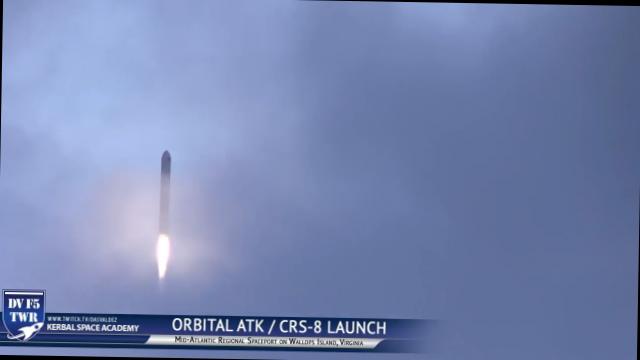 DV F5
TWR
WWW.TWITCH.TV/DASVALDEZ
KERBAL SPACE ACADEMY
ORBITAL ATK / CRS-8 LAUNCH
MID-ATLANTIC REGIONAL SPACEPORT ON WALLOPS ISLAND, VIRGINIA